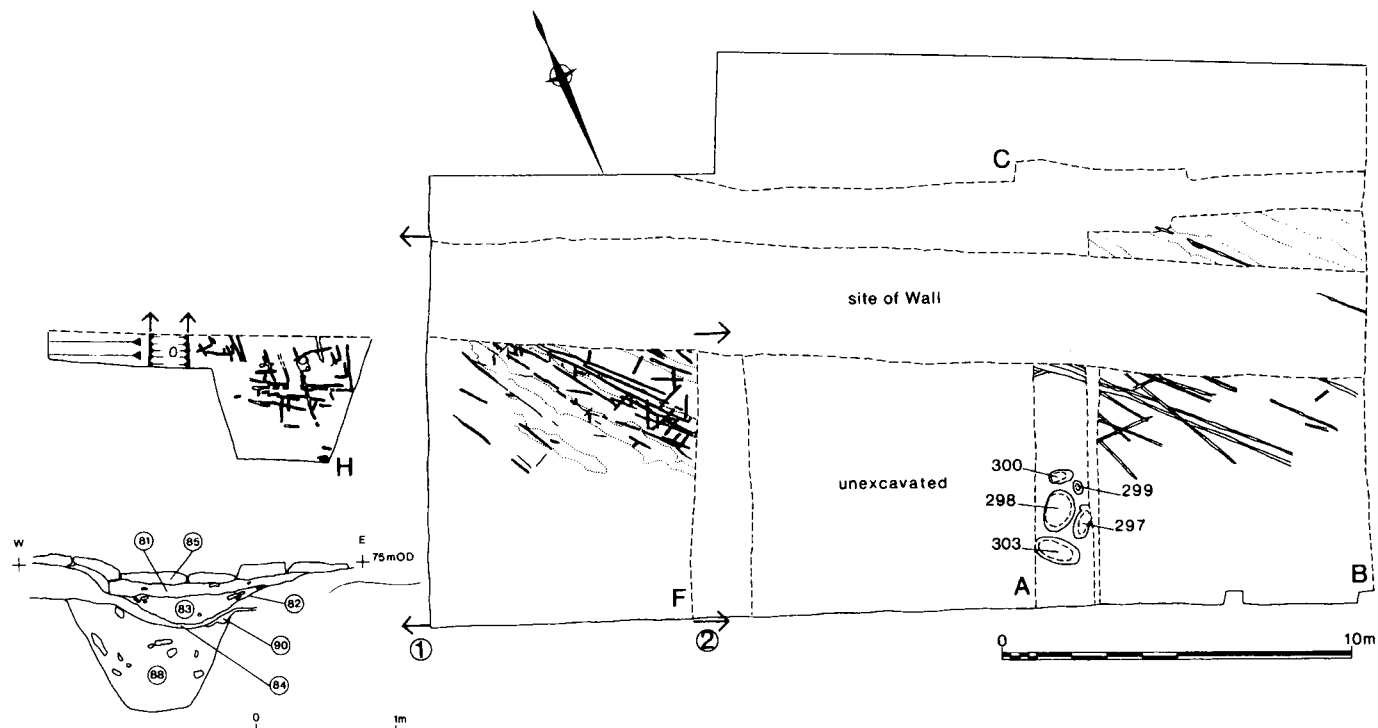 C
site of Wall
O
H
unexcavated
300
299
298
297
303
F
A
B
1
2
0 10m
W E
81 85
75mOD
82
83
90
88
84
0 1m